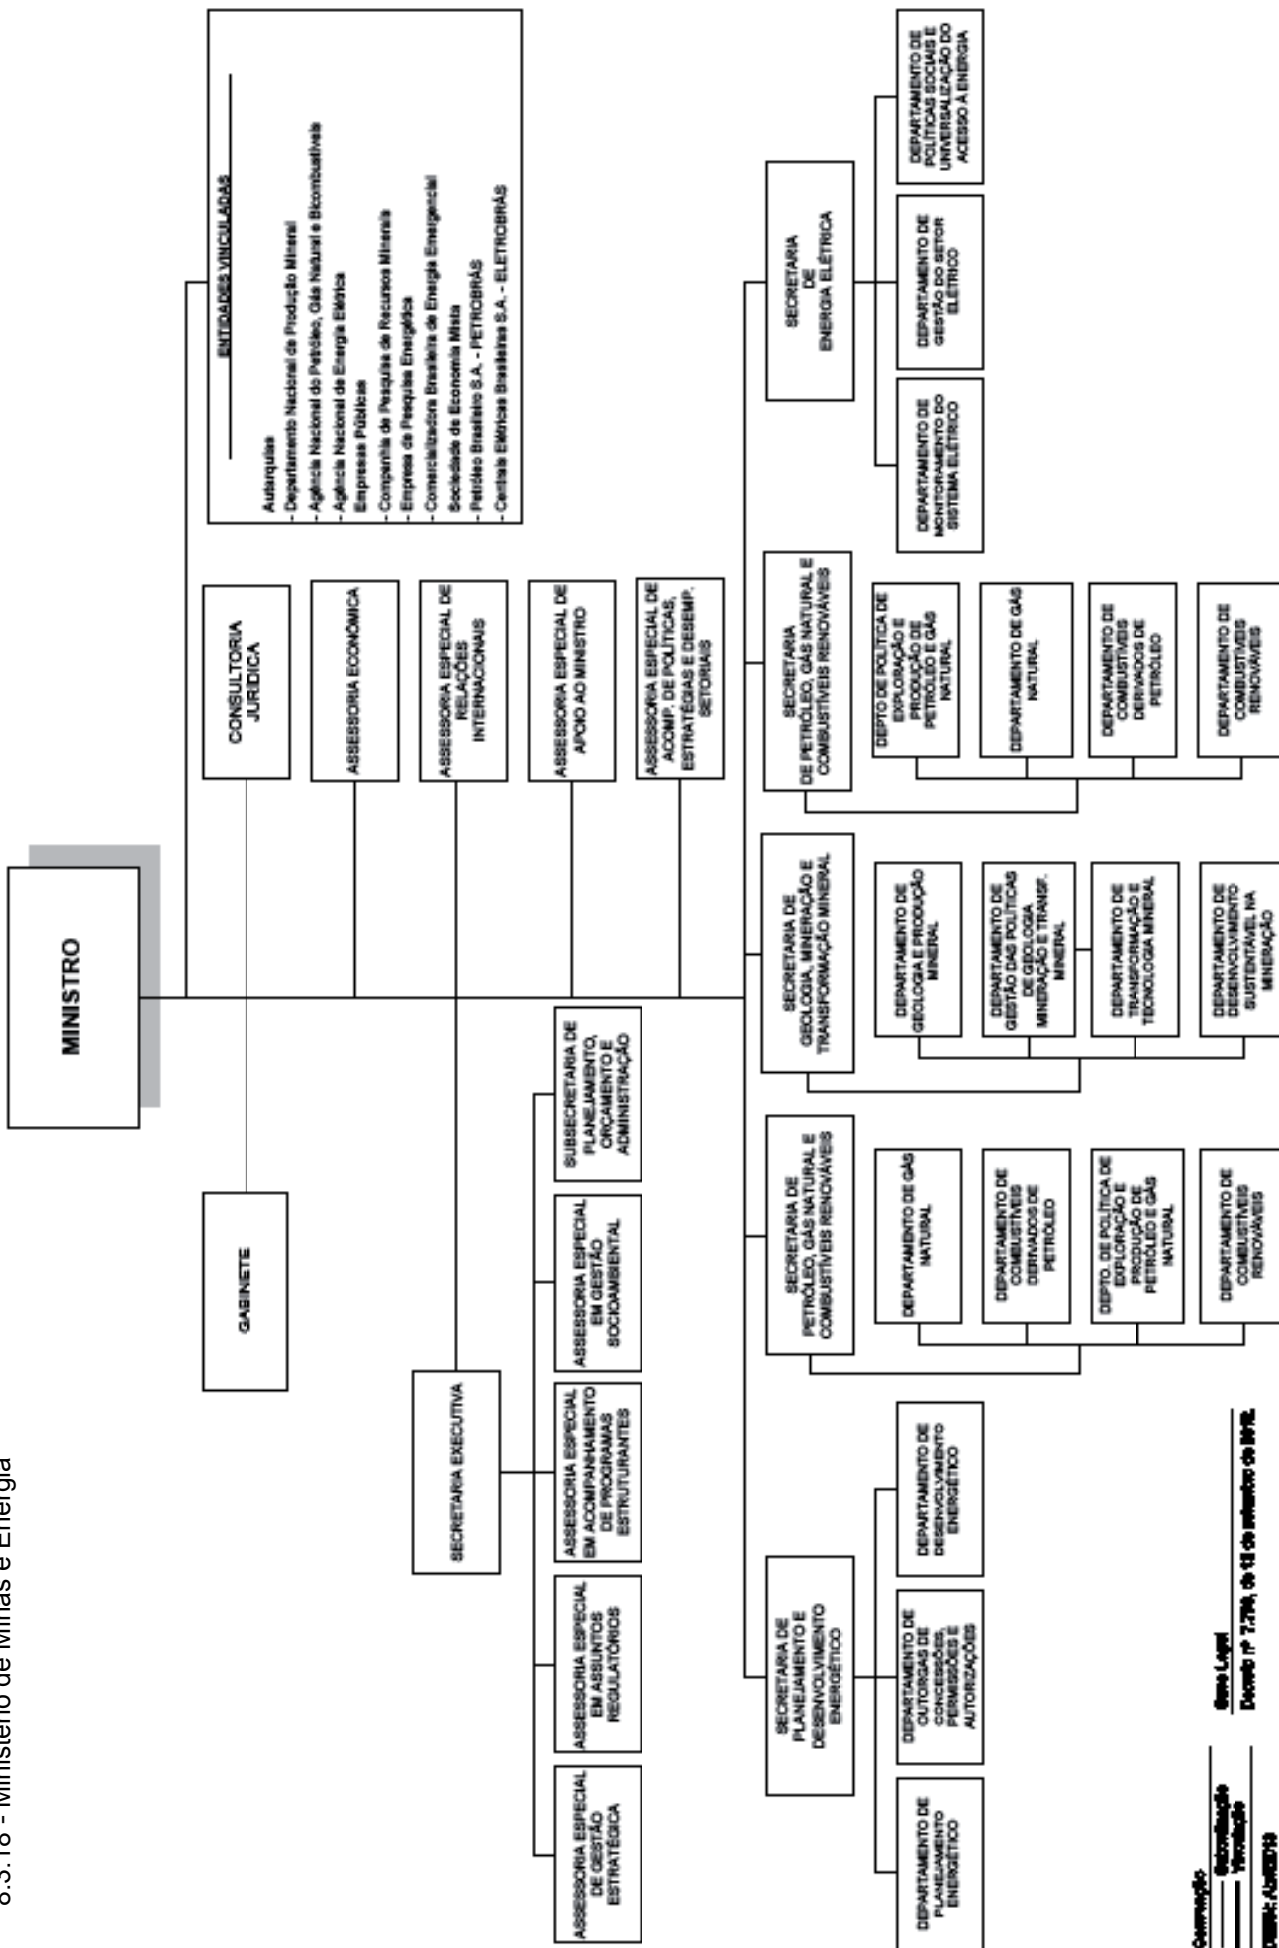 8.3.18 - Ministério de Minas e Energia
MINISTRO
GABINETE
CONSULTORIA
JURÍDICA
ASSESSORIA ECONÔMICA
ASSESSORIA ESPECIAL DE
RELAÇÕES
INTERNACIONAIS
ASSESSORIA ESPECIAL DE
APOIO AO MINISTRO
ASSESSORIA ESPECIAL DE
ACOMP. DE POLÍTICAS,
ESTRATÉGIAS E DESEMP.
SETORIAIS
ENTIDADES VINCULADAS
Autarquias
- Departamento Nacional de Produção Mineral
- Agência Nacional do Petróleo, Gás Natural e Bicombustíveis
- Agência Nacional de Energia Elétrica
Empresas Públicas
- Companhia de Pesquisa de Recursos Minerais
- Empresa de Pesquisa Energética
- Comercializadora Brasileira de Energia Emergencial
Sociedade de Economia Mista
- Petróleo Brasileiro S.A. - PETROBRÁS
- Centrais Elétricas Brasileiras S.A. - ELETROBRÁS
SECRETARIA EXECUTIVA
ASSESSORIA ESPECIAL
DE GESTÃO
ESTRATÉGICA
ASSESSORIA ESPECIAL
EM ASSUNTOS
REGULATÓRIOS
ASSESSORIA ESPECIAL
EM ACOMPANHAMENTO
DE PROGRAMAS
ESTRUTURANTES
ASSESSORIA ESPECIAL
EM GESTÃO
SOCIOAMBIENTAL
SUBSECRETARIA DE
PLANEJAMENTO,
ORÇAMENTO E
ADMINISTRAÇÃO
SECRETARIA DE
PLANEJAMENTO E
DESENVOLVIMENTO
ENERGÉTICO
DEPARTAMENTO DE
PLANEJAMENTO
ENERGÉTICO
DEPARTAMENTO DE
OUTORGAS DE
CONCESSÕES,
PERMISSÕES E
AUTORIZAÇÕES
DEPARTAMENTO DE
DESENVOLVIMENTO
ENERGÉTICO
SECRETARIA DE
PETRÓLEO, GÁS NATURAL E
COMBUSTÍVEIS RENOVÁVEIS
DEPARTAMENTO DE GÁS
NATURAL
DEPARTAMENTO DE
COMBUSTÍVEIS
DERIVADOS DE
PETRÓLEO
DEPTO. DE POLÍTICA DE
EXPLORAÇÃO E
PRODUÇÃO DE
PETRÓLEO E GÁS
NATURAL
DEPARTAMENTO DE
COMBUSTÍVEIS
RENOVÁVEIS
SECRETARIA DE
GEOLOGIA, MINERAÇÃO E
TRANSFORMAÇÃO MINERAL
DEPARTAMENTO DE
GEOLOGIA E PRODUÇÃO
MINERAL
DEPARTAMENTO DE
GESTÃO DAS POLÍTICAS
DE GEOLOGIA
MINERAÇÃO E TRANSF.
MINERAL
DEPARTAMENTO DE
TRANSFORMAÇÃO E
TECNOLOGIA MINERAL
DEPARTAMENTO DE
DESENVOLVIMENTO
SUSTENTÁVEL NA
MINERAÇÃO
SECRETARIA
DE PETRÓLEO, GÁS NATURAL E
COMBUSTÍVEIS RENOVÁVEIS
DEPTO DE POLÍTICA DE
EXPLORAÇÃO E
PRODUÇÃO DE
PETRÓLEO E GÁS
NATURAL
DEPARTAMENTO DE GÁS
NATURAL
DEPARTAMENTO DE
COMBUSTÍVEIS
DERIVADOS DE
PETRÓLEO
DEPARTAMENTO DE
COMBUSTÍVEIS
RENOVÁVEIS
SECRETARIA
DE
ENERGIA ELÉTRICA
DEPARTAMENTO DE
MONITORAMENTO DO
SISTEMA ELÉTRICO
DEPARTAMENTO DE
GESTÃO DO SETOR
ELÉTRICO
DEPARTAMENTO DE
POLÍTICAS SOCIAIS E
UNIVERSALIZAÇÃO DO
ACESSO À ENERGIA
Convenção
Subordinação
Vinculação
Base Legal
Decreto nº de setembro de